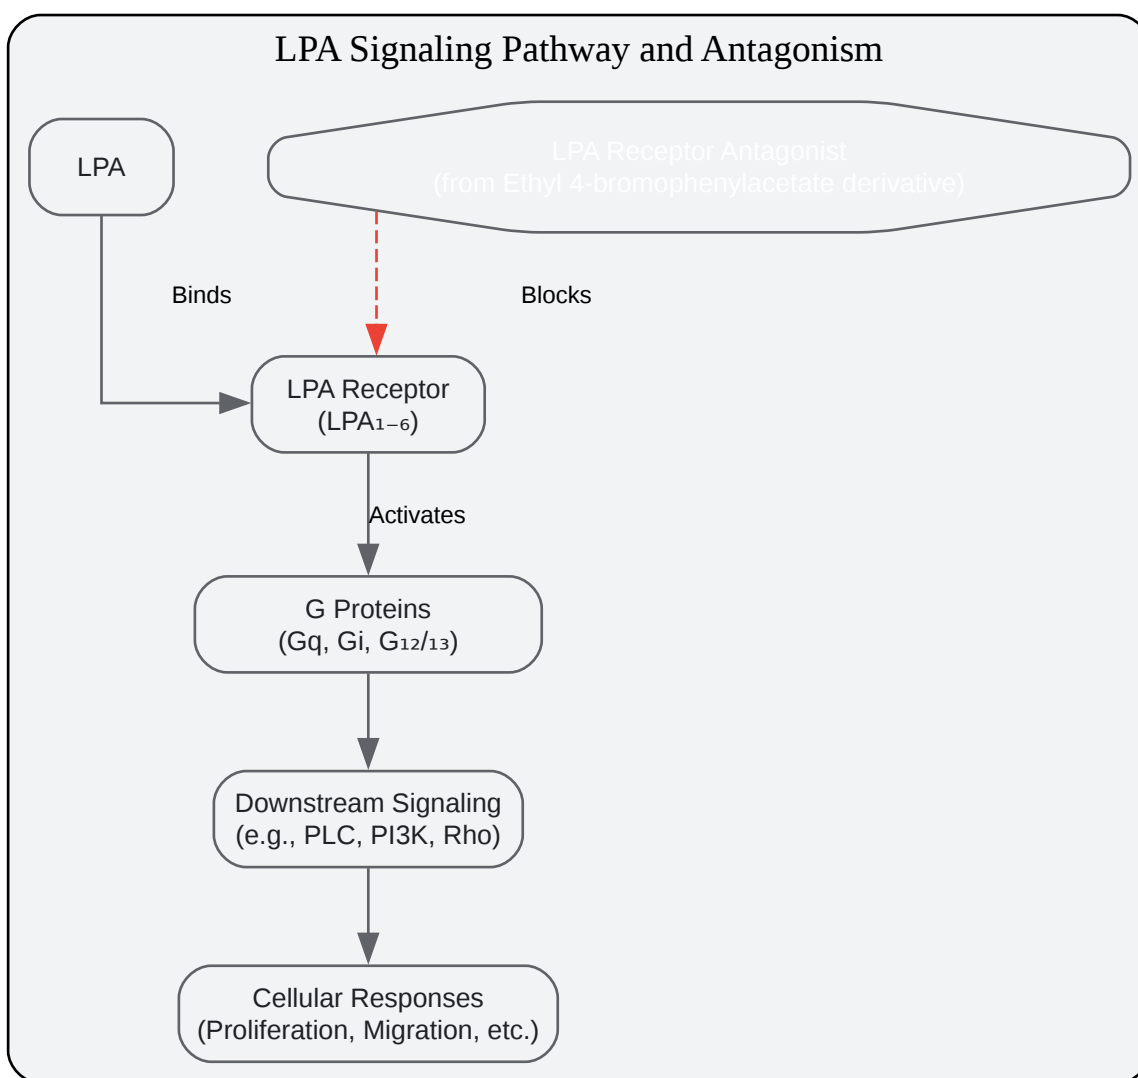 LPA Signaling Pathway and Antagonism
LPA
LPA Receptor Antagonist
(from Ethyl 4-bromophenylacetate derivative)
Binds
Blocks
LPA Receptor
(LPA₁₋₆)
Activates
G Proteins
(Gq, Gi, G₁₂/₁₃)
Downstream Signaling
(e.g., PLC, PI3K, Rho)
Cellular Responses
(Proliferation, Migration, etc.)